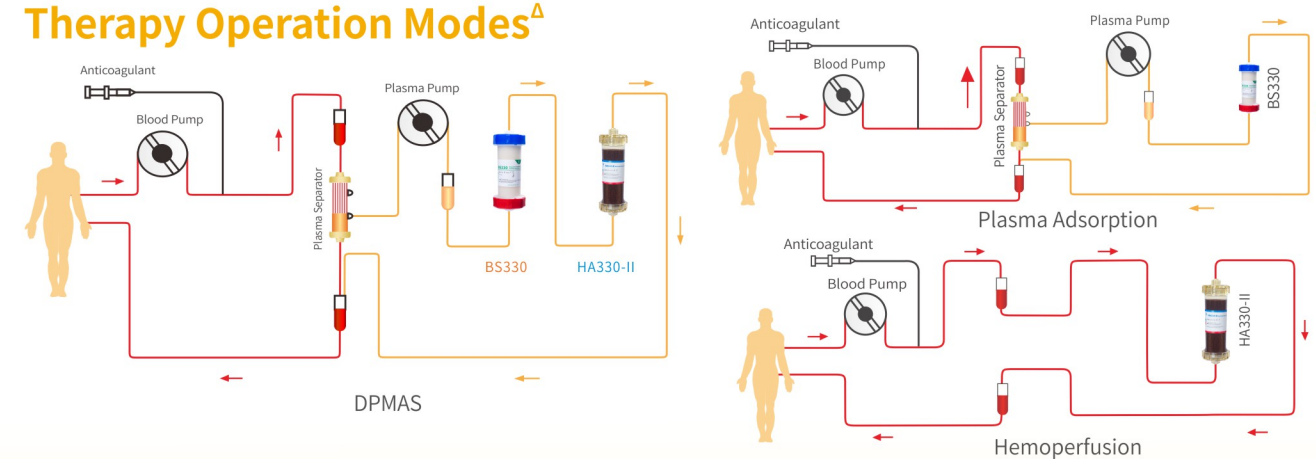 Therapy Operation Modes^Δ
Anticoagulant
Blood Pump
Plasma Separator
Plasma Pump
BS330
HA330-II
DPMAS
Anticoagulant
Blood Pump
Plasma Separator
Plasma Pump
BS330
Plasma Adsorption
Anticoagulant
Blood Pump
HA330-II
Hemoperfusion